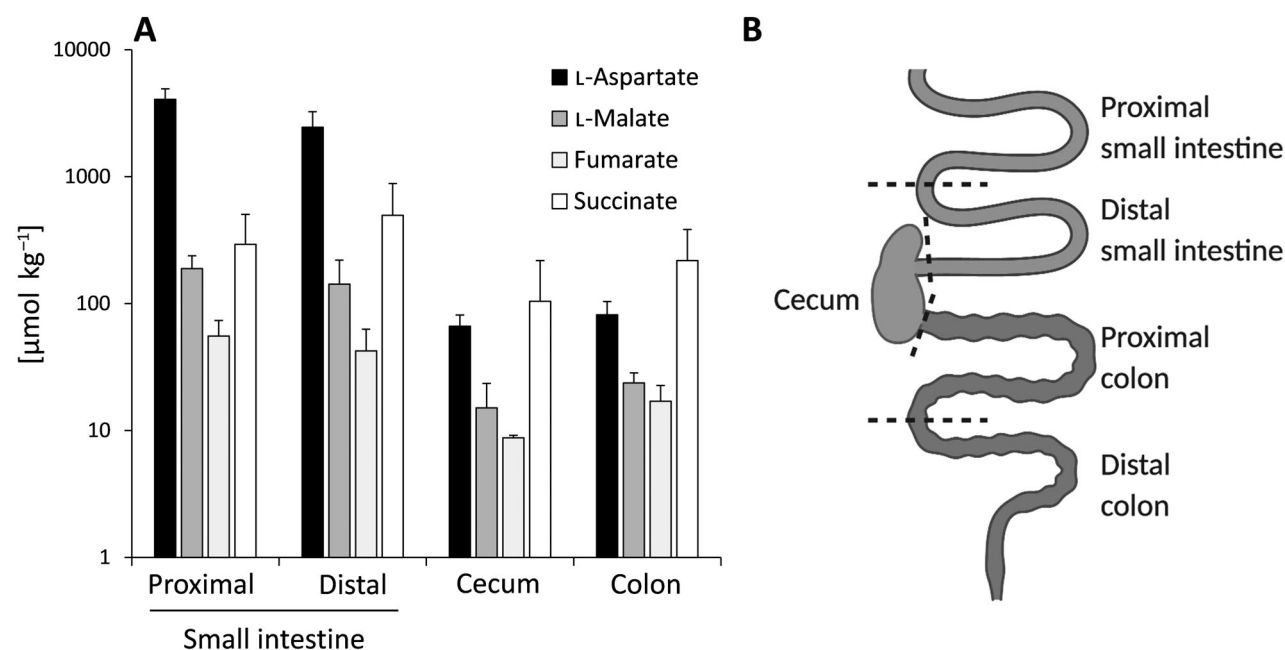 A
10000
1000
100
10
1
[µmol kg⁻¹]
ʟ-Aspartate
ʟ-Malate
Fumarate
Succinate
Proximal
Distal
Cecum
Colon
Small intestine
B
Proximal
small intestine
Distal
small intestine
Cecum
Proximal
colon
Distal
colon